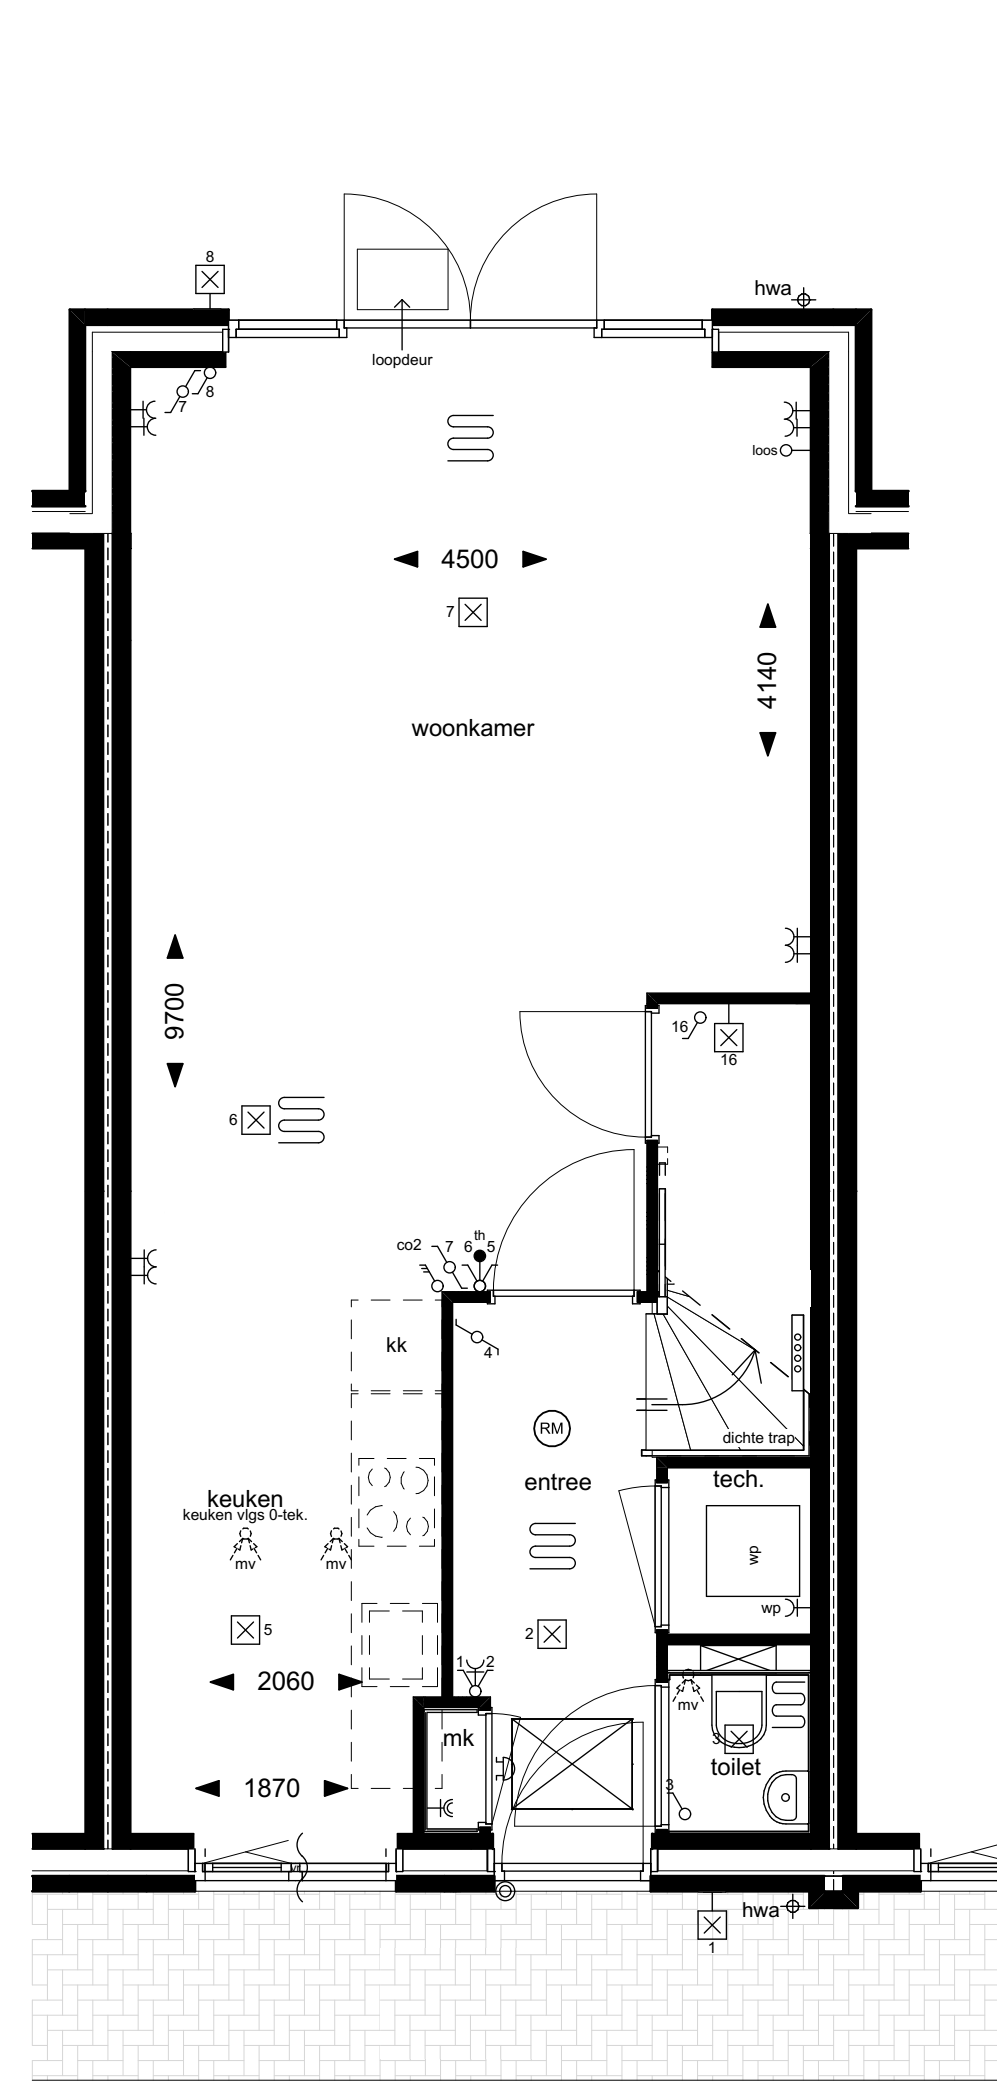 8
hwa
loopdeur
8
7
loos
4500
7
4140
woonkamer
9700
16
16
6
th
co2
7
6
5
kk
4
RM
dichte trap
entree
tech.
keuken
keuken vlgs 0-tek.
wp
mv
mv
wp
5
2
1
2
2060
mv
3
mk
toilet
1870
3
hwa
1